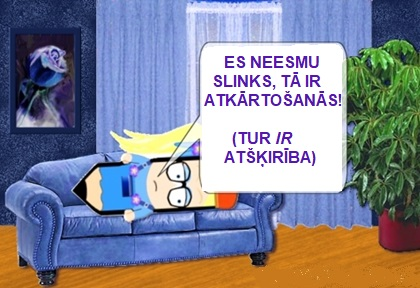 ES NEESMU
SLINKS, TĀ IR
ATKĀRTOŠANĀS!
(TUR IR
ATŠĶIRĪBA)